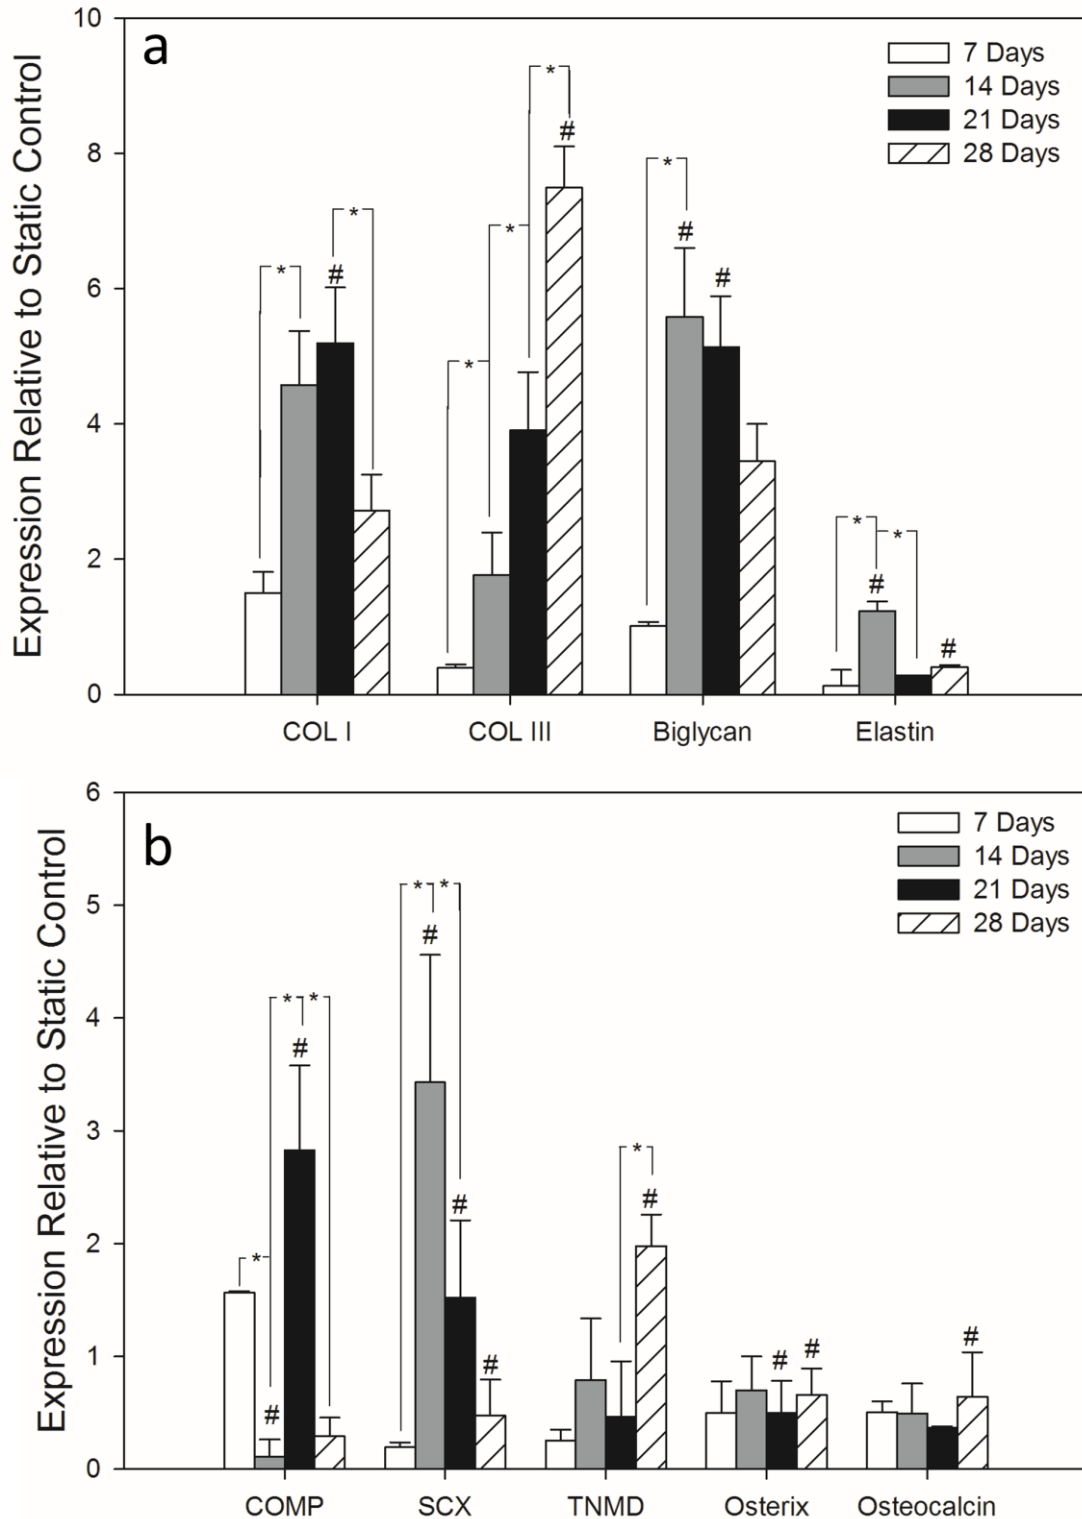 a
Expression Relative to Static Control
10
8
6
4
2
0
7 Days
14 Days
21 Days
28 Days
* * # * * * # * # # * * # #
COL I COL III Biglycan Elastin
b
Expression Relative to Static Control
6
5
4
3
2
1
0
7 Days
14 Days
21 Days
28 Days
* # * * # * * # # # * # # # #
COMP SCX TNMD Osterix Osteocalcin